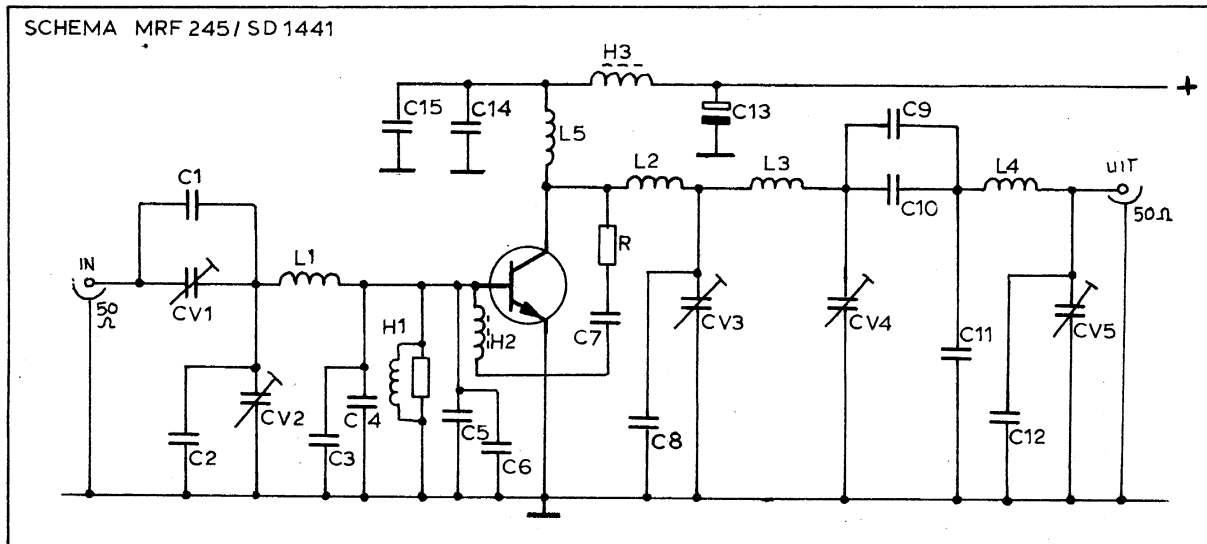 SCHEMA MRF 245/ SD 1441
H3
+
C15
C14
L5
C13
C9
L2
L3
C10
L4
UIT
50Ω
C1
L1
IN
50
Ω
CV1
R
C7
CV3
CV4
C11
CV5
H1
H2
CV2
C4
C5
C2
C3
C6
C8
C12